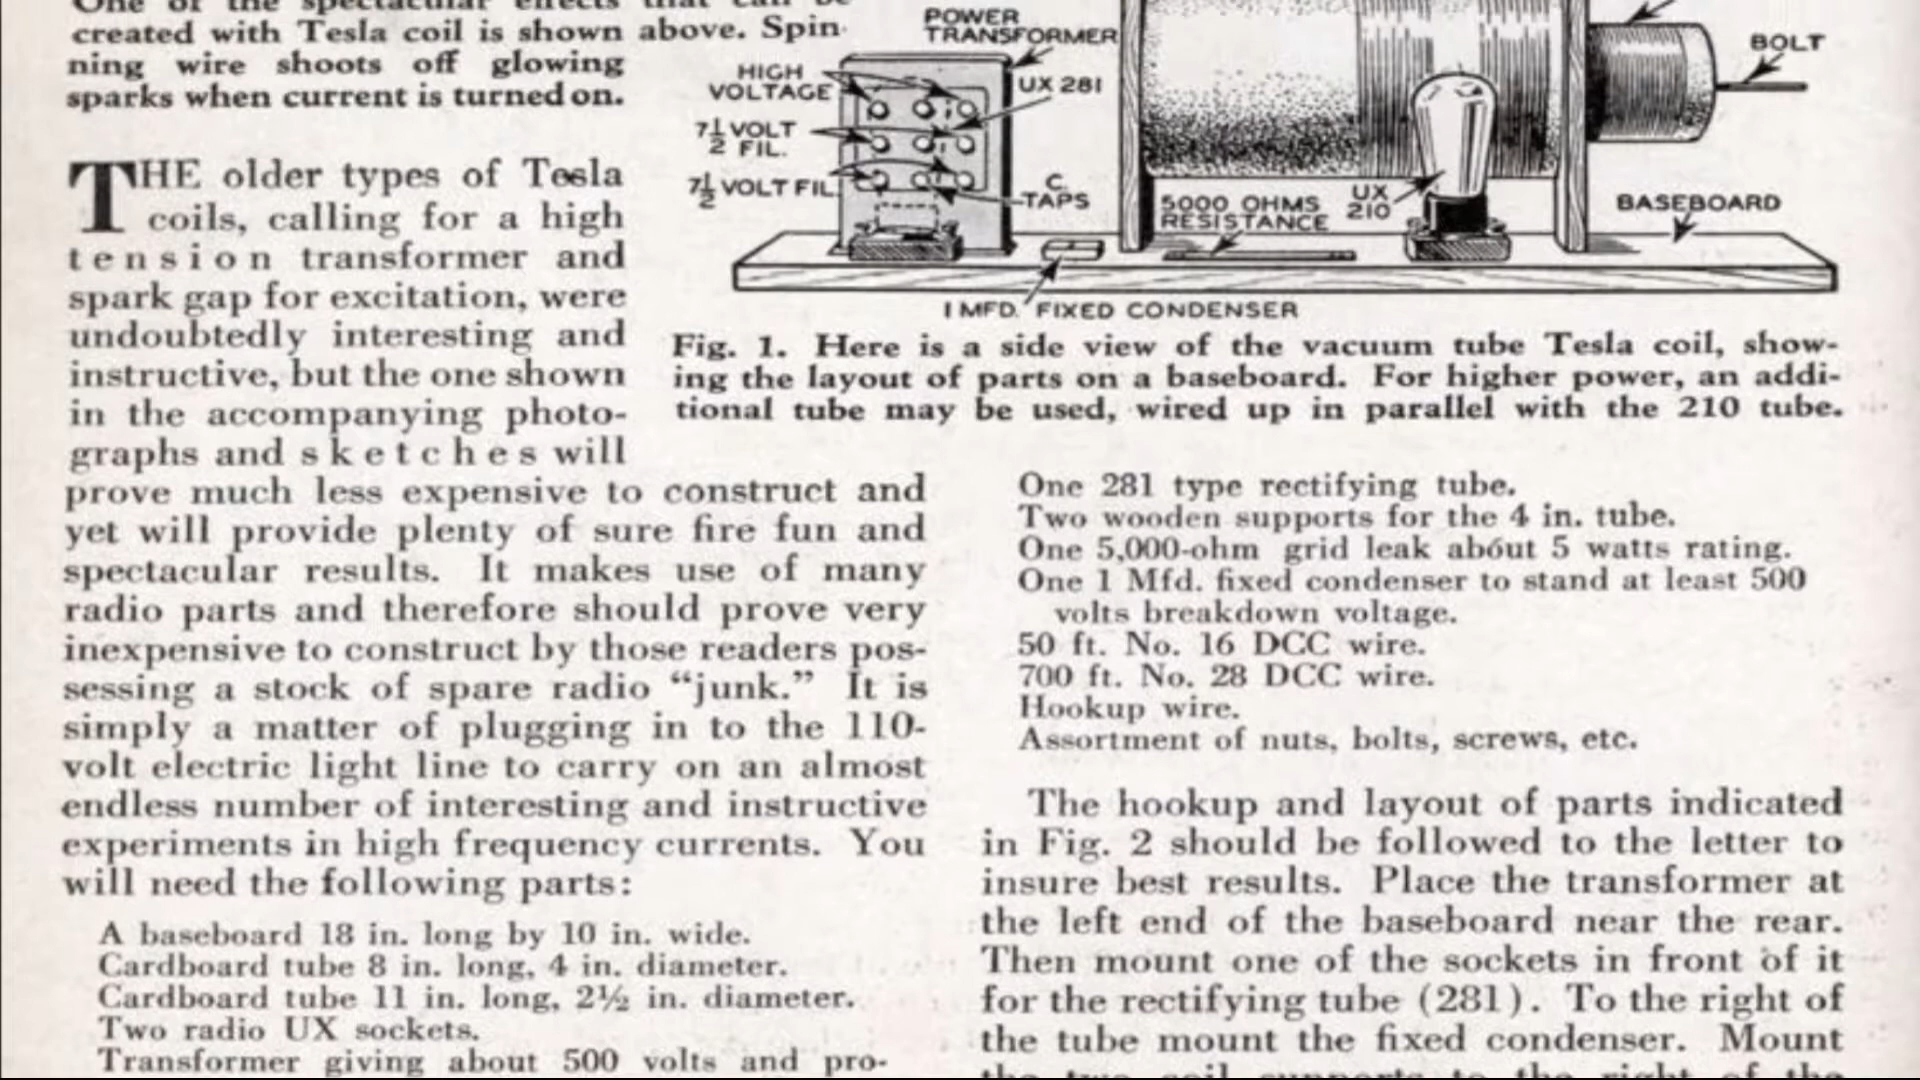 One of the spectacular effects that can be
created with Tesla coil is shown above. Spin-
ning wire shoots off glowing
sparks when current is turned on.
POWER
TRANSFORMER
HIGH
VOLTAGE
UX 281
7½ VOLT
FIL.
7½ VOLT FIL.
C.
TAPS
5000 OHMS
RESISTANCE
UX
210
BOLT
BASEBOARD
1 MFD. FIXED CONDENSER
Fig. 1. Here is a side view of the vacuum tube Tesla coil, show-
ing the layout of parts on a baseboard. For higher power, an addi-
tional tube may be used, wired up in parallel with the 210 tube.
THE older types of Tesla
coils, calling for a high
tension transformer and
spark gap for excitation, were
undoubtedly interesting and
instructive, but the one shown
in the accompanying photo-
graphs and sketches will
prove much less expensive to construct and
yet will provide plenty of sure fire fun and
spectacular results. It makes use of many
radio parts and therefore should prove very
inexpensive to construct by those readers pos-
sessing a stock of spare radio “junk.” It is
simply a matter of plugging in to the 110-
volt electric light line to carry on an almost
endless number of interesting and instructive
experiments in high frequency currents. You
will need the following parts:
A baseboard 18 in. long by 10 in. wide.
Cardboard tube 8 in. long, 4 in. diameter.
Cardboard tube 11 in. long, 2½ in. diameter.
Two radio UX sockets.
Transformer giving about 500 volts and pro-
One 281 type rectifying tube.
Two wooden supports for the 4 in. tube.
One 5,000-ohm grid leak about 5 watts rating.
One 1 Mfd. fixed condenser to stand at least 500
volts breakdown voltage.
50 ft. No. 16 DCC wire.
700 ft. No. 28 DCC wire.
Hookup wire.
Assortment of nuts, bolts, screws, etc.
The hookup and layout of parts indicated
in Fig. 2 should be followed to the letter to
insure best results. Place the transformer at
the left end of the baseboard near the rear.
Then mount one of the sockets in front of it
for the rectifying tube (281). To the right of
the tube mount the fixed condenser. Mount
the two coil supports to the right of the